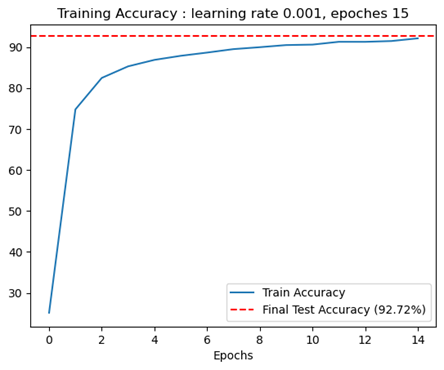 Training Accuracy : learning rate 0.001, epoches 15
90
80
70
60
50
40
30
Train Accuracy
Final Test Accuracy (92.72%)
0 2 4 6 8 10 12 14
Epochs